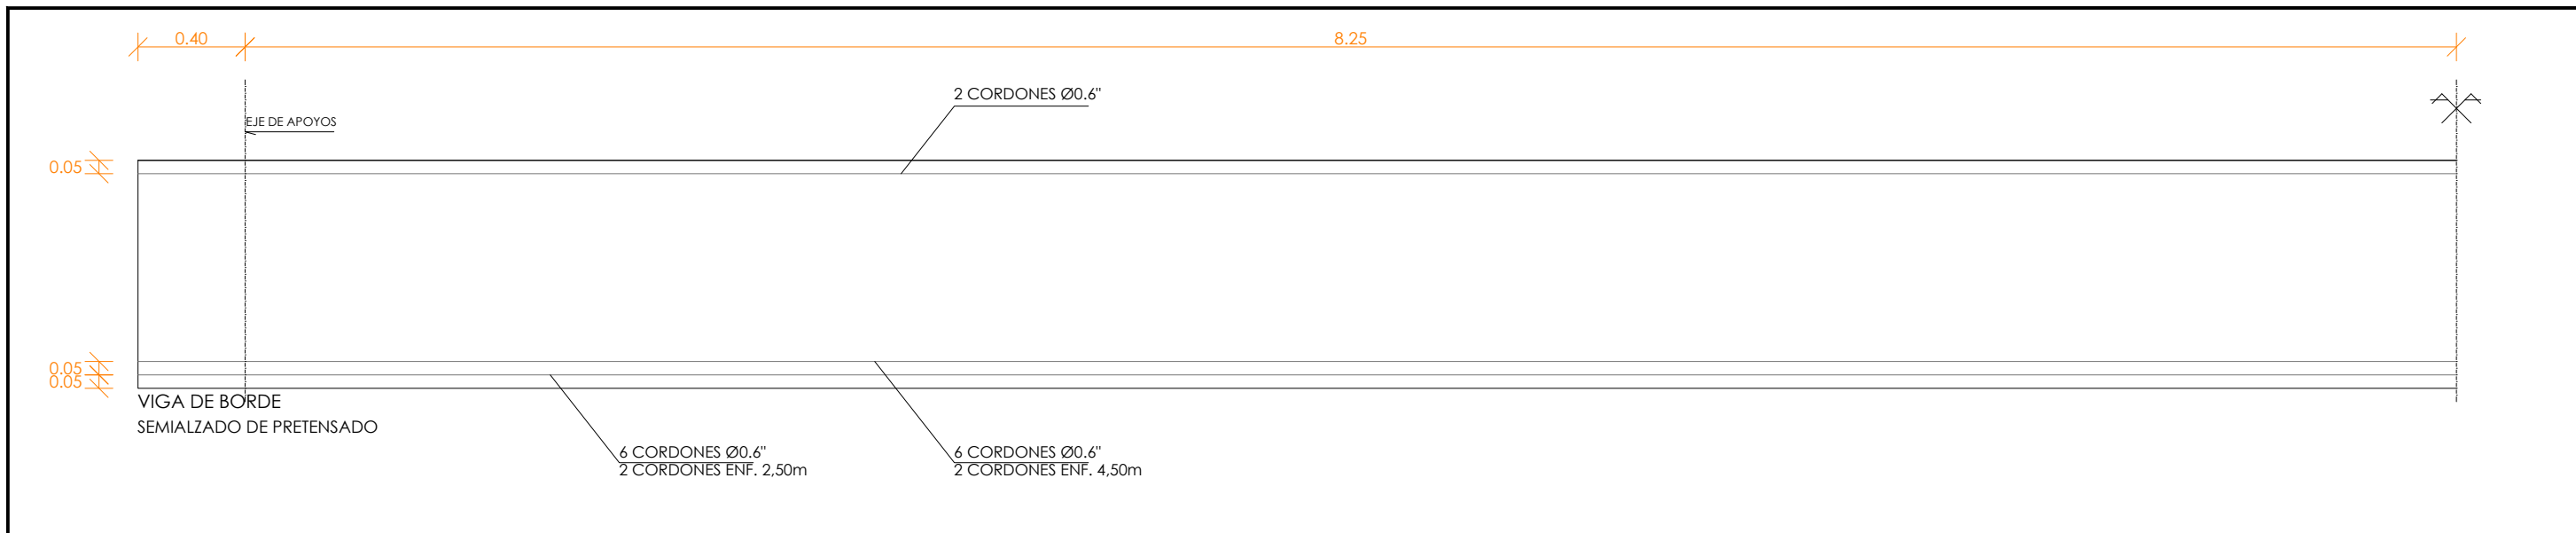 0.40
8.25
2 CORDONES Ø0.6"
EJE DE APOYOS
0.05
0.05
0.05
VIGA DE BORDE
SEMIALZADO DE PRETENSADO
6 CORDONES Ø0.6"
2 CORDONES ENF. 2,50m
6 CORDONES Ø0.6"
2 CORDONES ENF. 4,50m